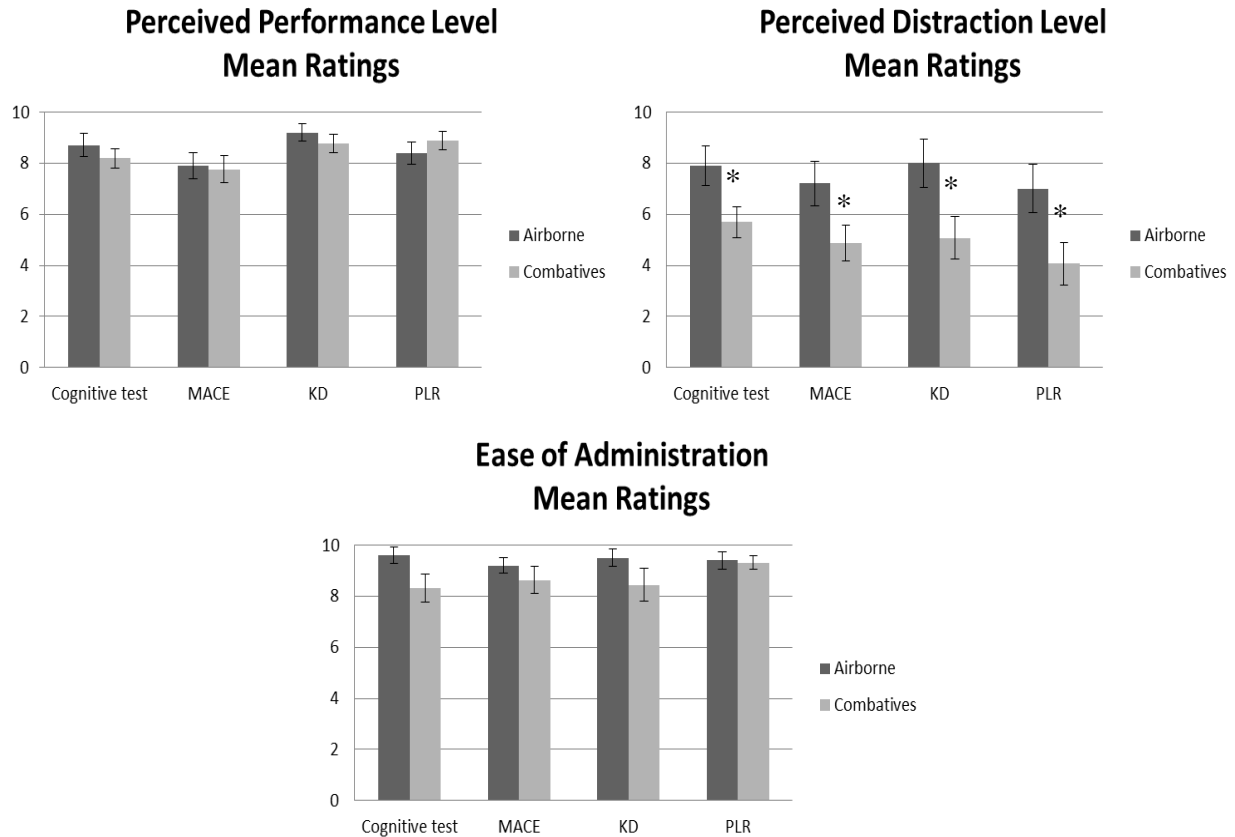 Perceived Performance Level
Mean Ratings
10
8
6
4
2
0
Cognitive test MACE KD PLR
Airborne
Combatives
Perceived Distraction Level
Mean Ratings
10
8
6
4
2
0
* * * *
Cognitive test MACE KD PLR
Airborne
Combatives
Ease of Administration
Mean Ratings
10
8
6
4
2
0
Cognitive test MACE KD PLR
Airborne
Combatives